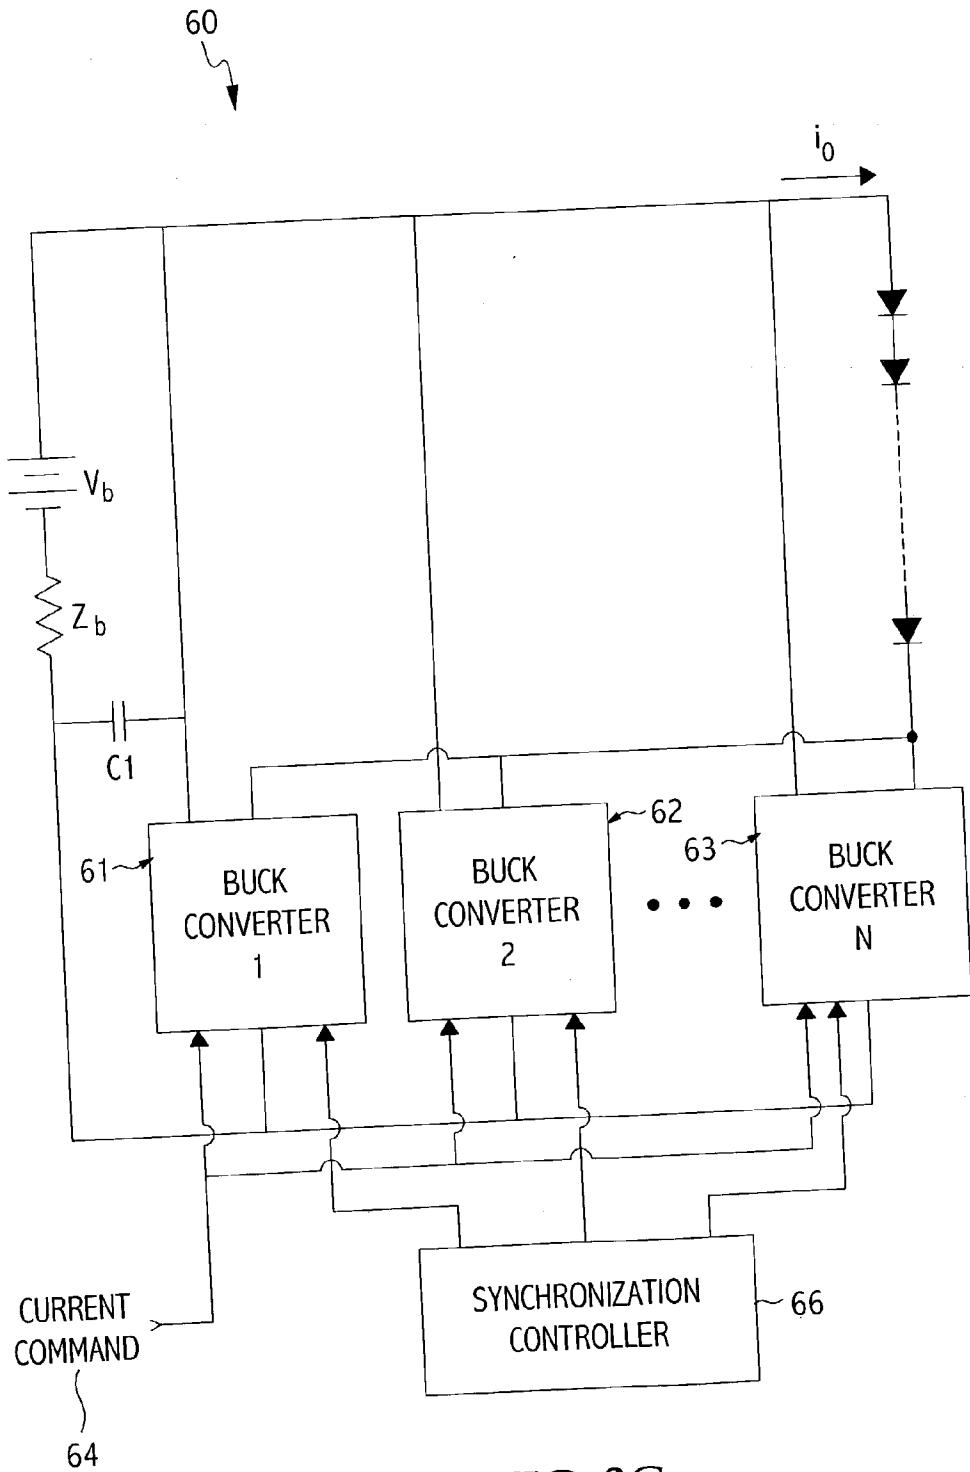 60
i0
Vb
Zb
C1
61
BUCK
CONVERTER
1
62
BUCK
CONVERTER
2
63
BUCK
CONVERTER
N
SYNCHRONIZATION
CONTROLLER
66
CURRENT
COMMAND
64